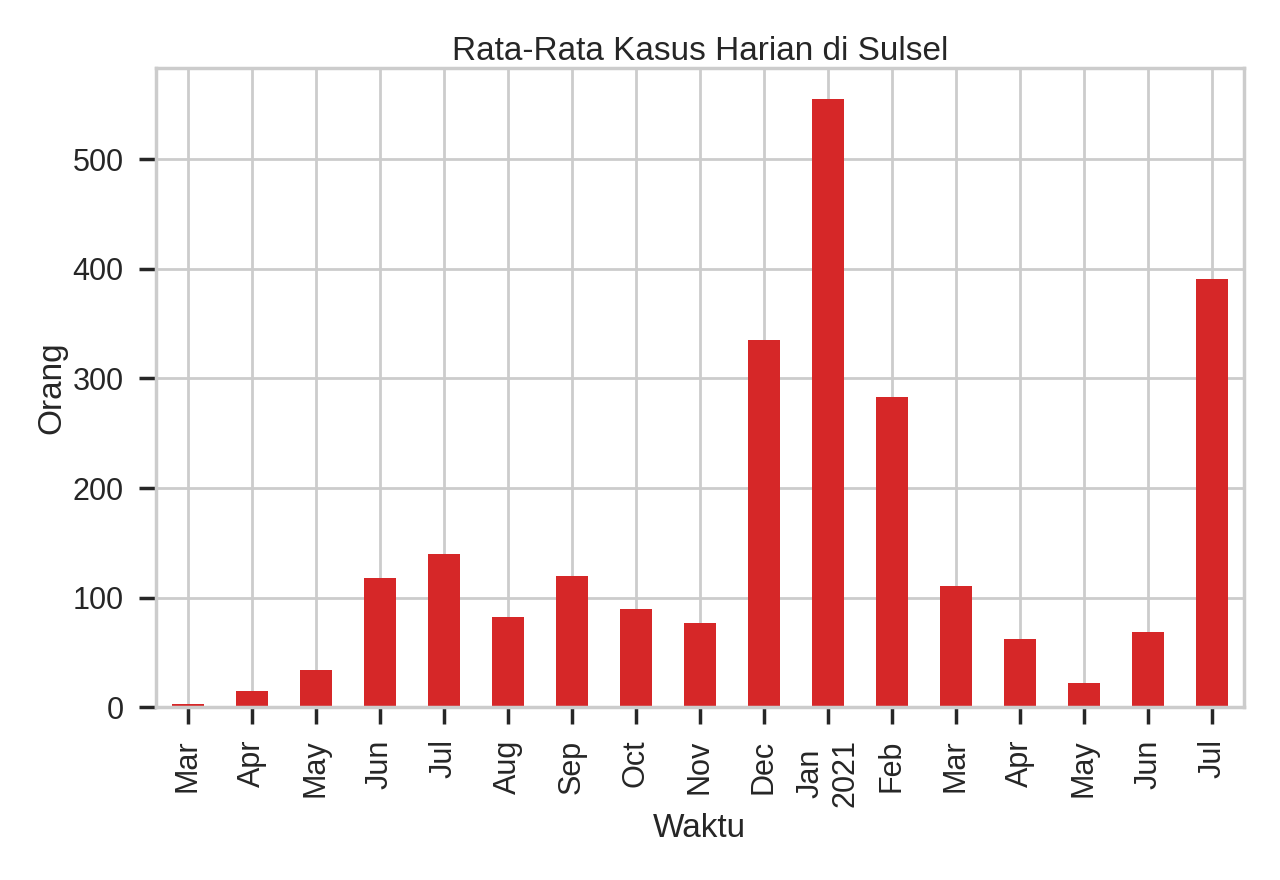 Rata-Rata Kasus Harian di Sulsel
Orang
500
400
300
200
100
0
Mar
Apr
May
Jun
Jul
Aug
Sep
Oct
Nov
Dec
Jan
2021
Feb
Mar
Apr
May
Jun
Jul
Waktu